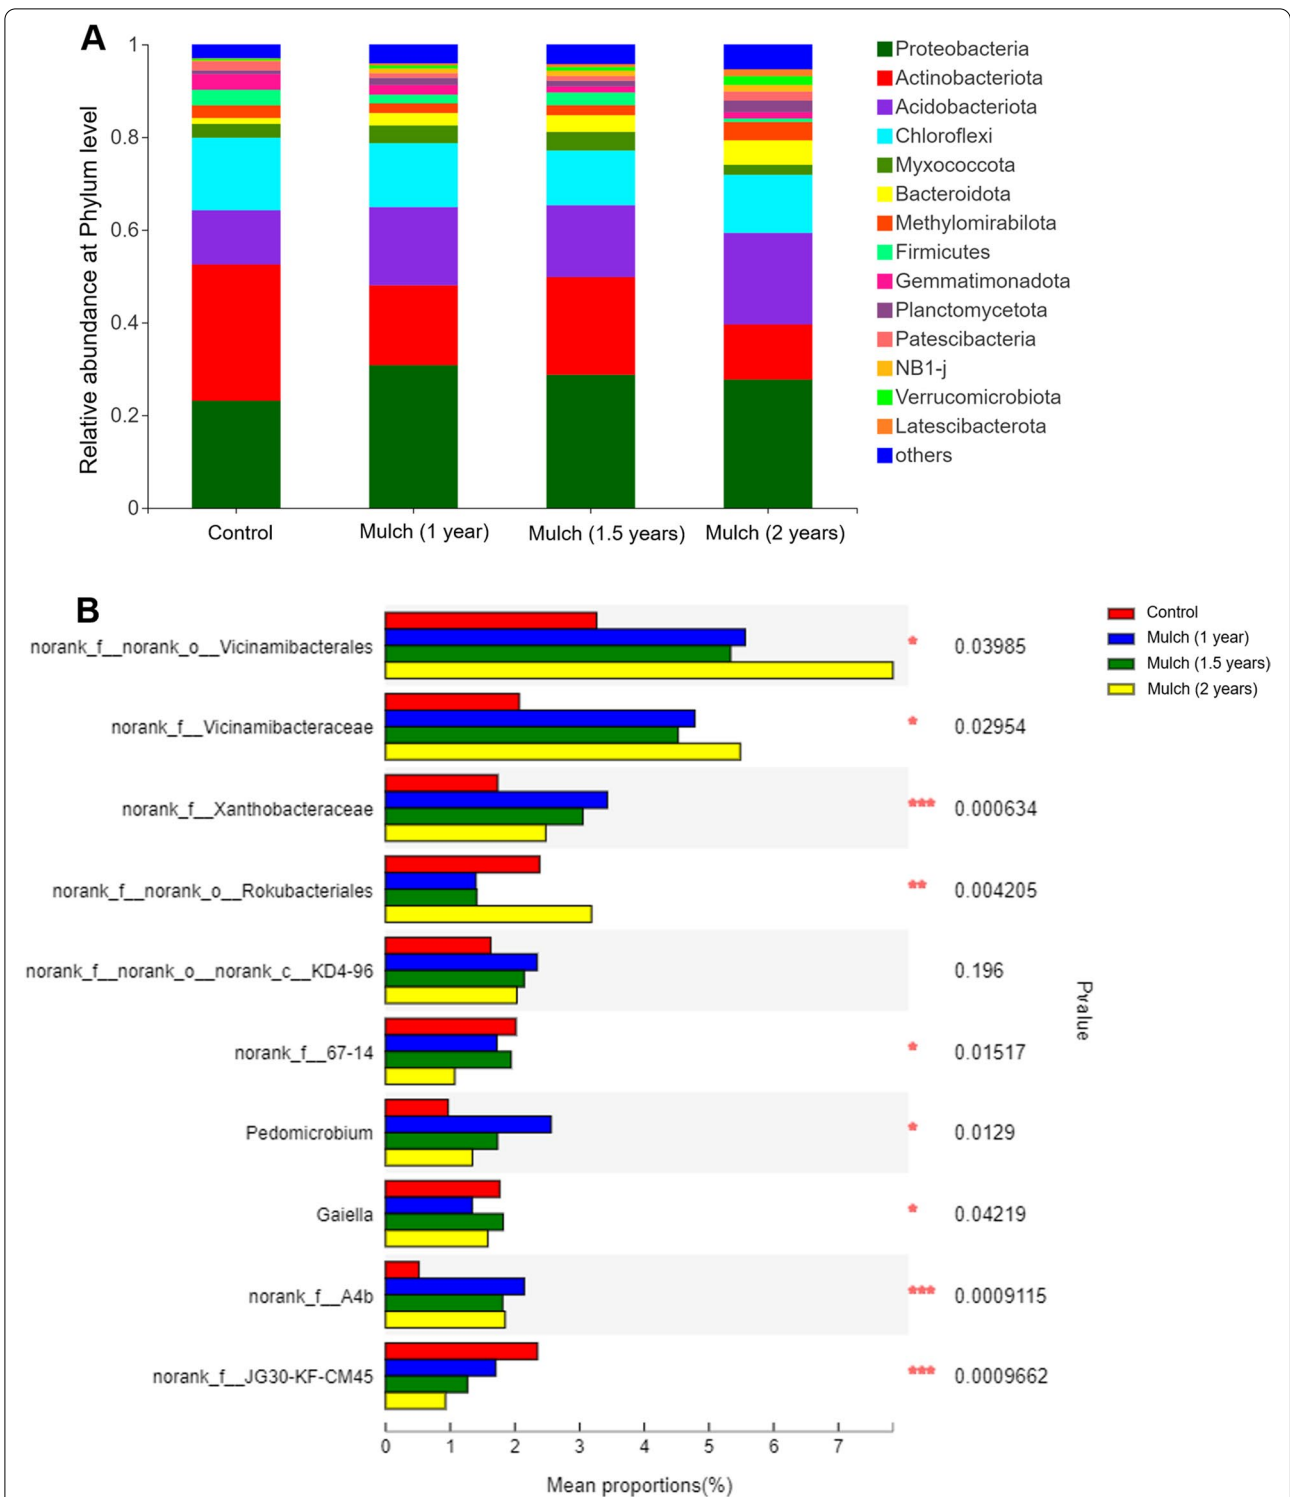 A
Relative abundance at Phylum level
1
0.8
0.6
0.4
0.2
0
Control
Mulch (1 year)
Mulch (1.5 years)
Mulch (2 years)
Proteobacteria
Actinobacteriota
Acidobacteriota
Chloroflexi
Myxococcota
Bacteroidota
Methylomirabilota
Firmicutes
Gemmatimonadota
Planctomycetota
Patescibacteria
NB1-j
Verrucomicrobiota
Latescibacterota
others
B
Control
Mulch (1 year)
Mulch (1.5 years)
Mulch (2 years)
norank_f__norank_o__Vicinamibacterales * 0.03985
norank_f__Vicinamibacteraceae * 0.02954
norank_f__Xanthobacteraceae *** 0.000634
norank_f__norank_o__Rokubacteriales ** 0.004205
norank_f__norank_o__norank_c__KD4-96 0.196
norank_f__67-14 * 0.01517
Pedomicrobium * 0.0129
Gaiella * 0.04219
norank_f__A4b *** 0.0009115
norank_f__JG30-KF-CM45 *** 0.0009662
Pvalue
0 1 2 3 4 5 6 7
Mean proportions(%)